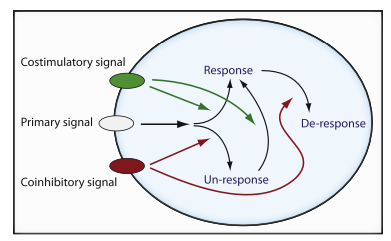 Costimulatory signal
Response
Primary signal
De-response
Un-response
Coinhibitory signal